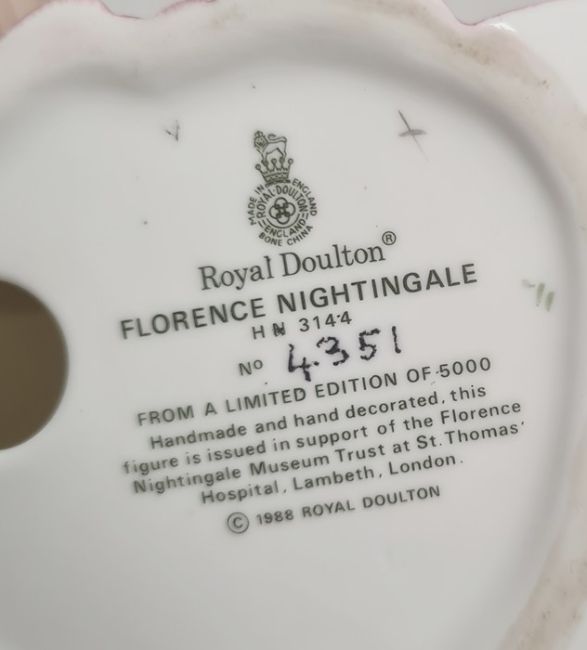 MADE IN ENGLAND
ROYAL·DOULTON
ENGLAND
BONE CHINA
Royal Doulton®
FLORENCE NIGHTINGALE
HN 3144
Nº 4351
FROM A LIMITED EDITION OF 5000
Handmade and hand decorated, this
figure is issued in support of the Florence
Nightingale Museum Trust at St. Thomas'
Hospital, Lambeth, London.
© 1988 ROYAL DOULTON